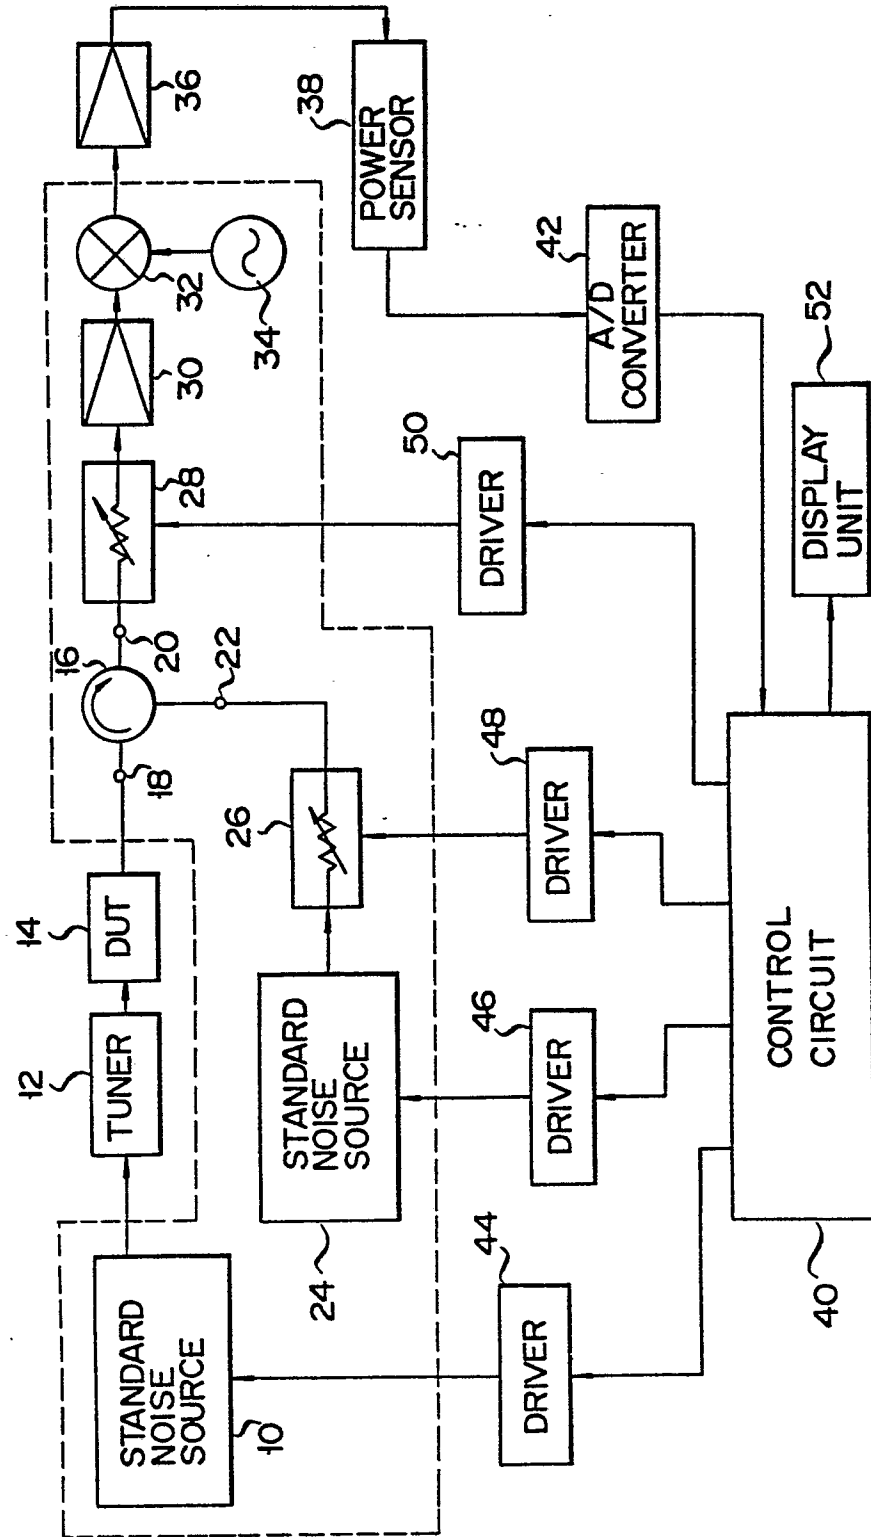 STANDARD
NOISE
SOURCE
10
12
TUNER
14
DUT
18
16
20
22
28
30
32
34
36
38
POWER
SENSOR
24
STANDARD
NOISE
SOURCE
26
42
A/D
CONVERTER
44
DRIVER
46
DRIVER
48
DRIVER
50
DRIVER
52
DISPLAY
UNIT
40
CONTROL
CIRCUIT